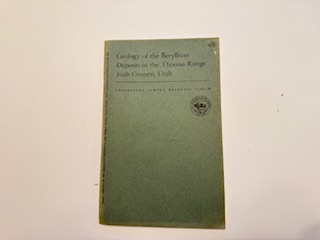 Geology of the Beryllium
Deposits in the Thomas Range
Juab County, Utah
GEOLOGICAL SURVEY BULLETIN